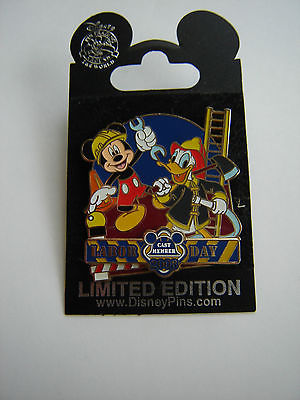 LABOR DAY
CAST
MEMBER
LIMITED EDITION
www.DisneyPins.com